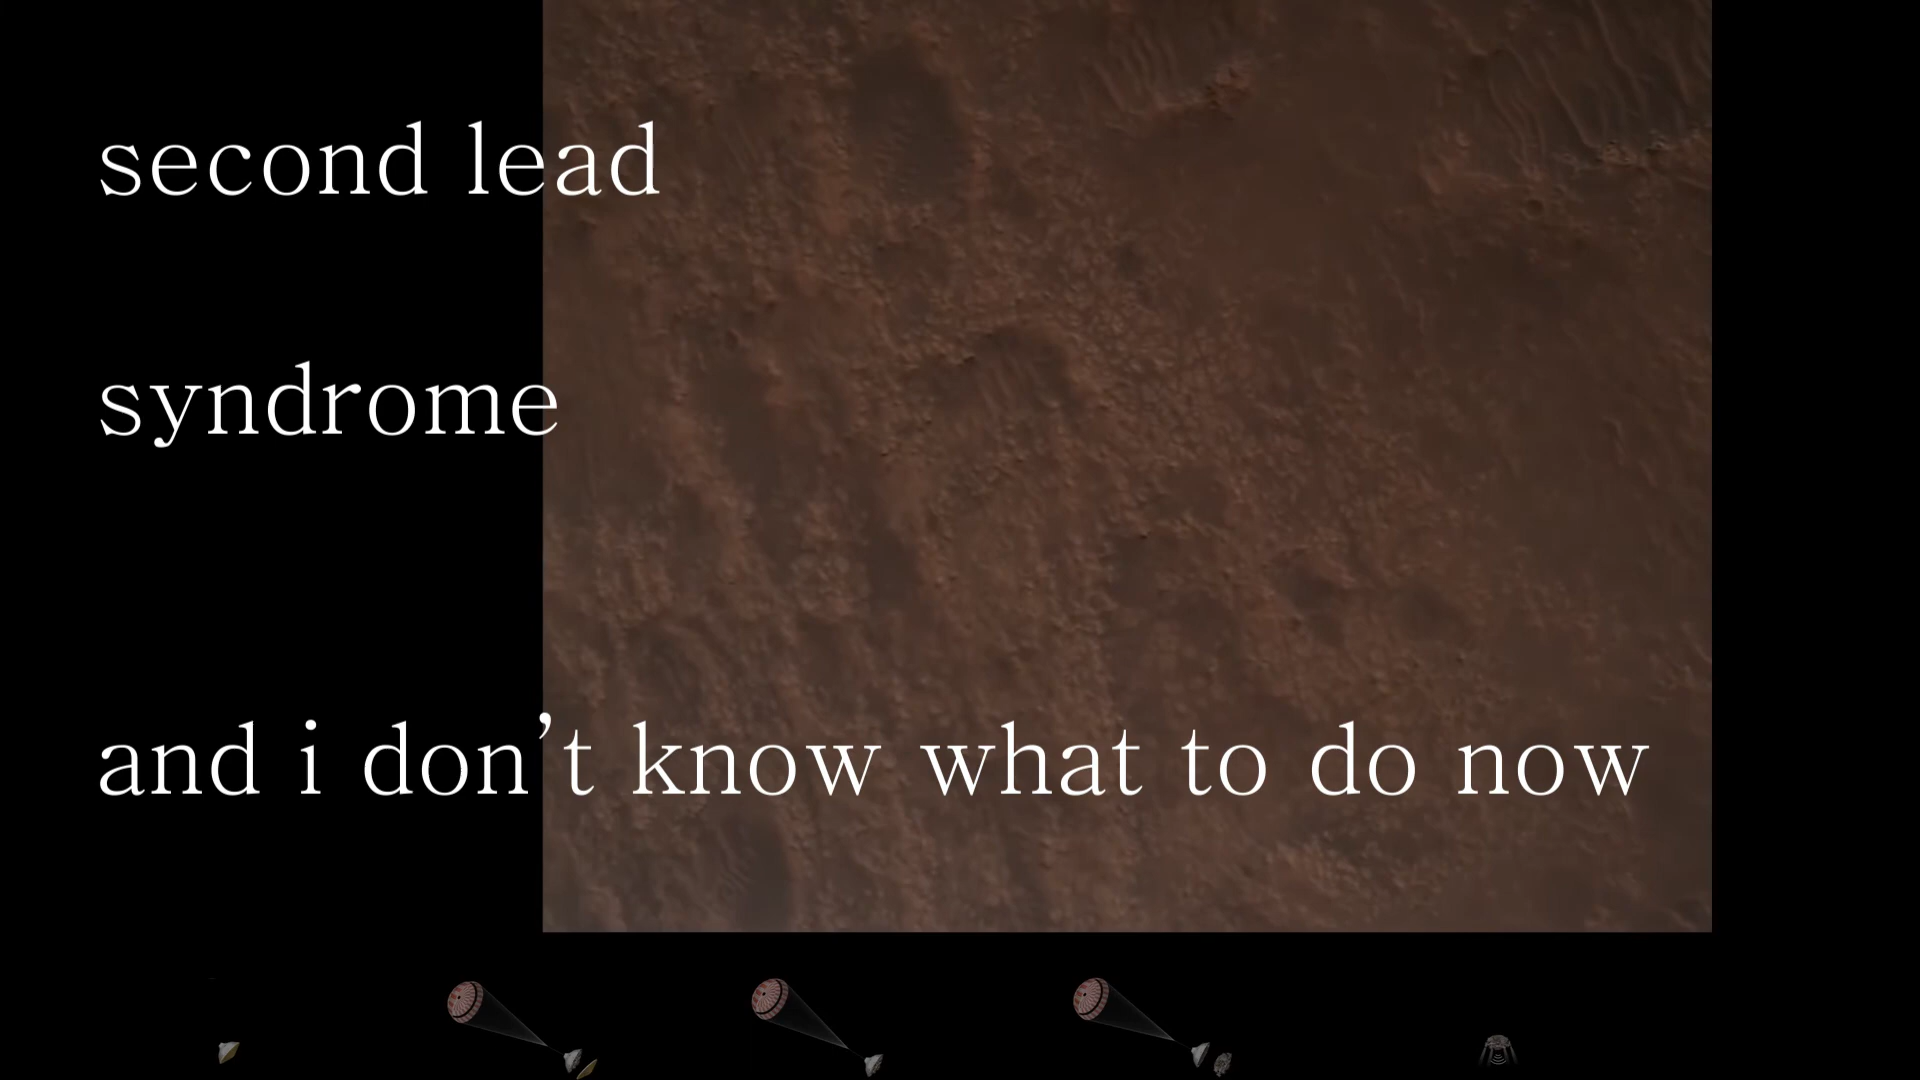 second lead
syndrome
and i don’t know what to do now